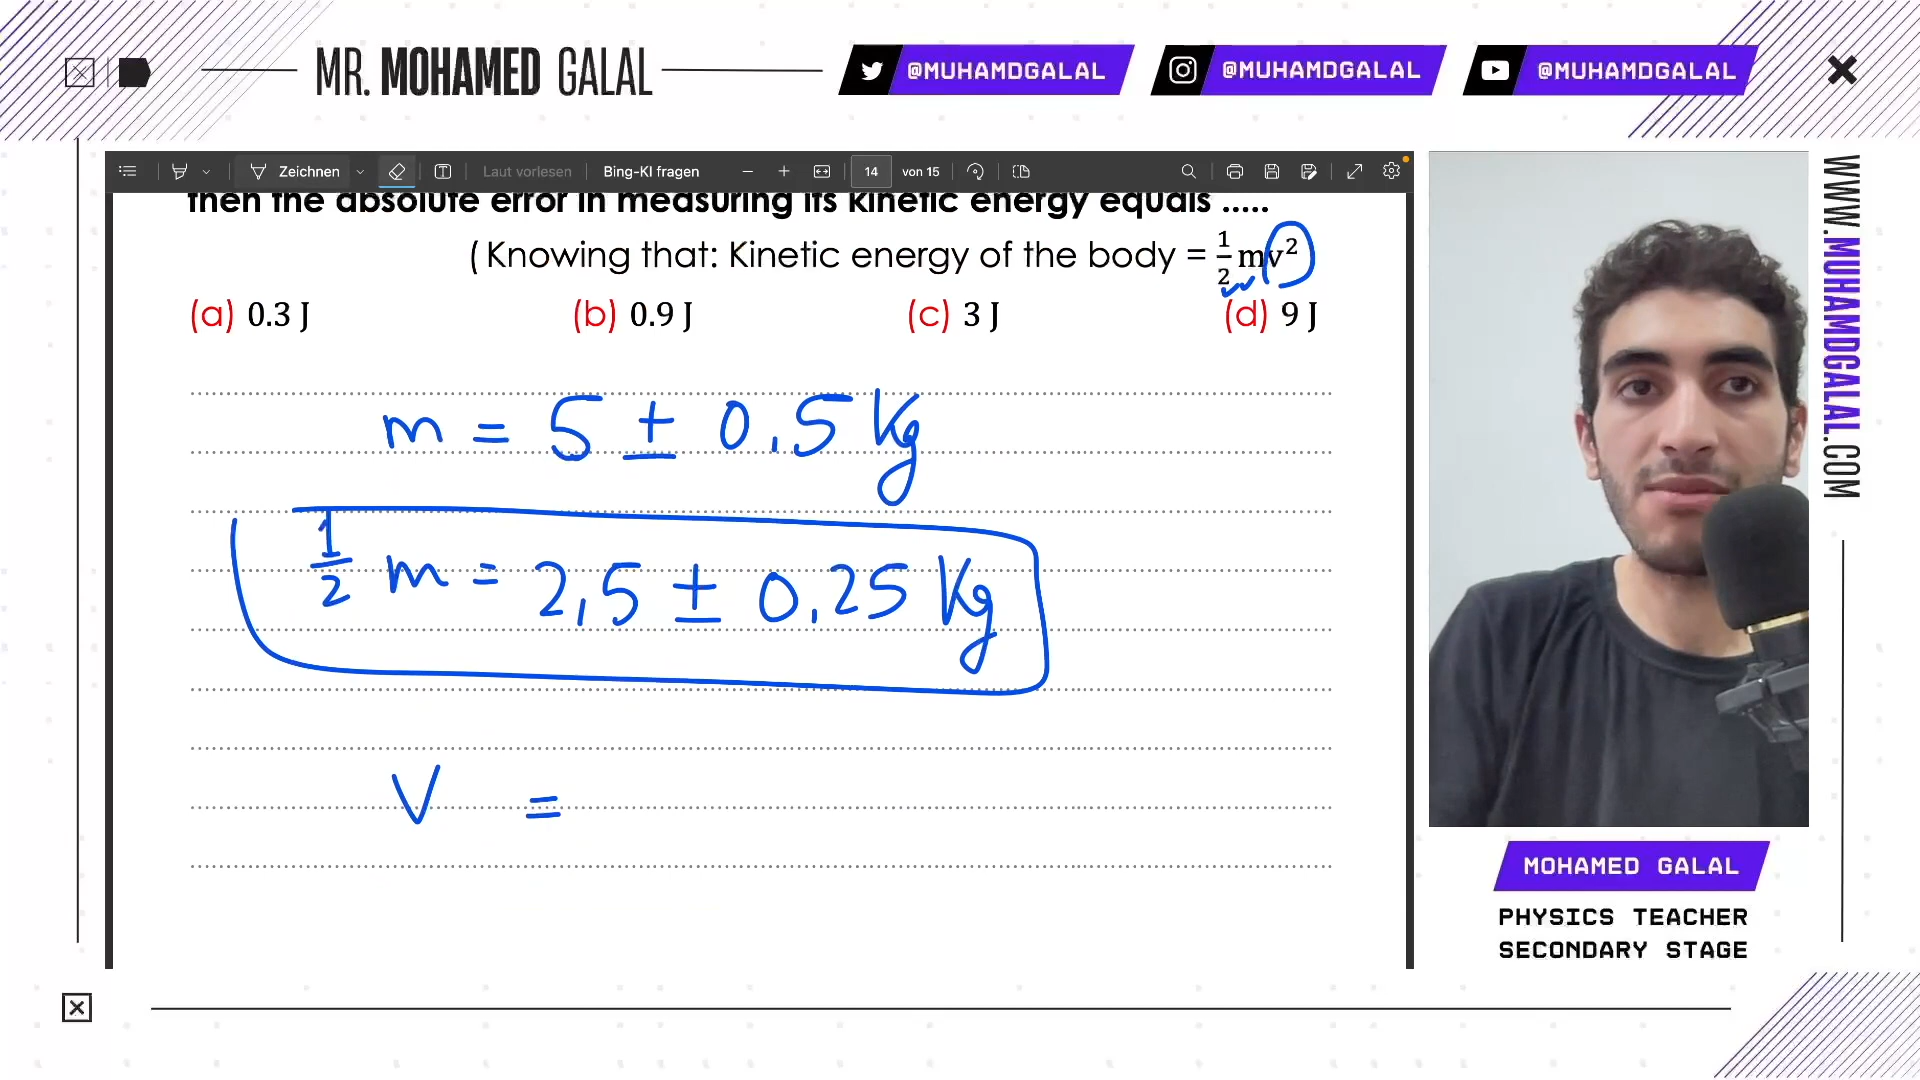 MR. MOHAMED GALAL
@MUHAMDGALAL
@MUHAMDGALAL
@MUHAMDGALAL
Zeichnen
Laut vorlesen
Bing-KI fragen
14
von 15
then the absolute error in measuring its kinetic energy equals .....
(Knowing that: Kinetic energy of the body = 1/2 mv²
(a) 0.3 J (b) 0.9 J (c) 3 J (d) 9 J
m = 5 ± 0,5 Kg
1/2 m = 2,5 ± 0,25 Kg
V =
WWW.MUHAMDGALAL.COM
MOHAMED GALAL
PHYSICS TEACHER
SECONDARY STAGE